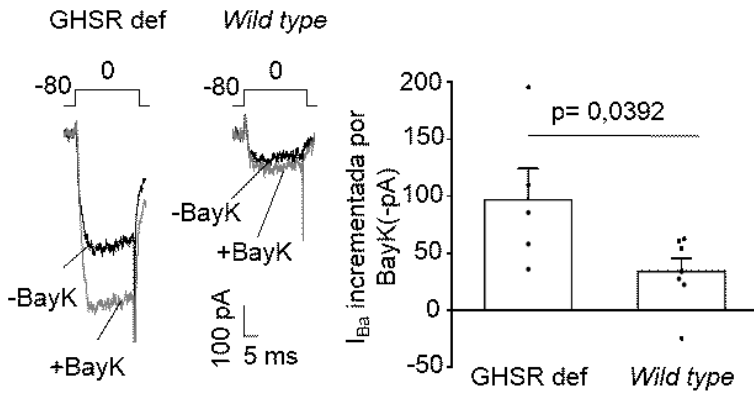 GHSR def
Wild type
0
-80
0
-80
-BayK
+BayK
-BayK
+BayK
100 pA
5 ms
I_Ba incrementada por
BayK(-pA)
200
150
100
50
0
-50
p= 0,0392
GHSR def
Wild type